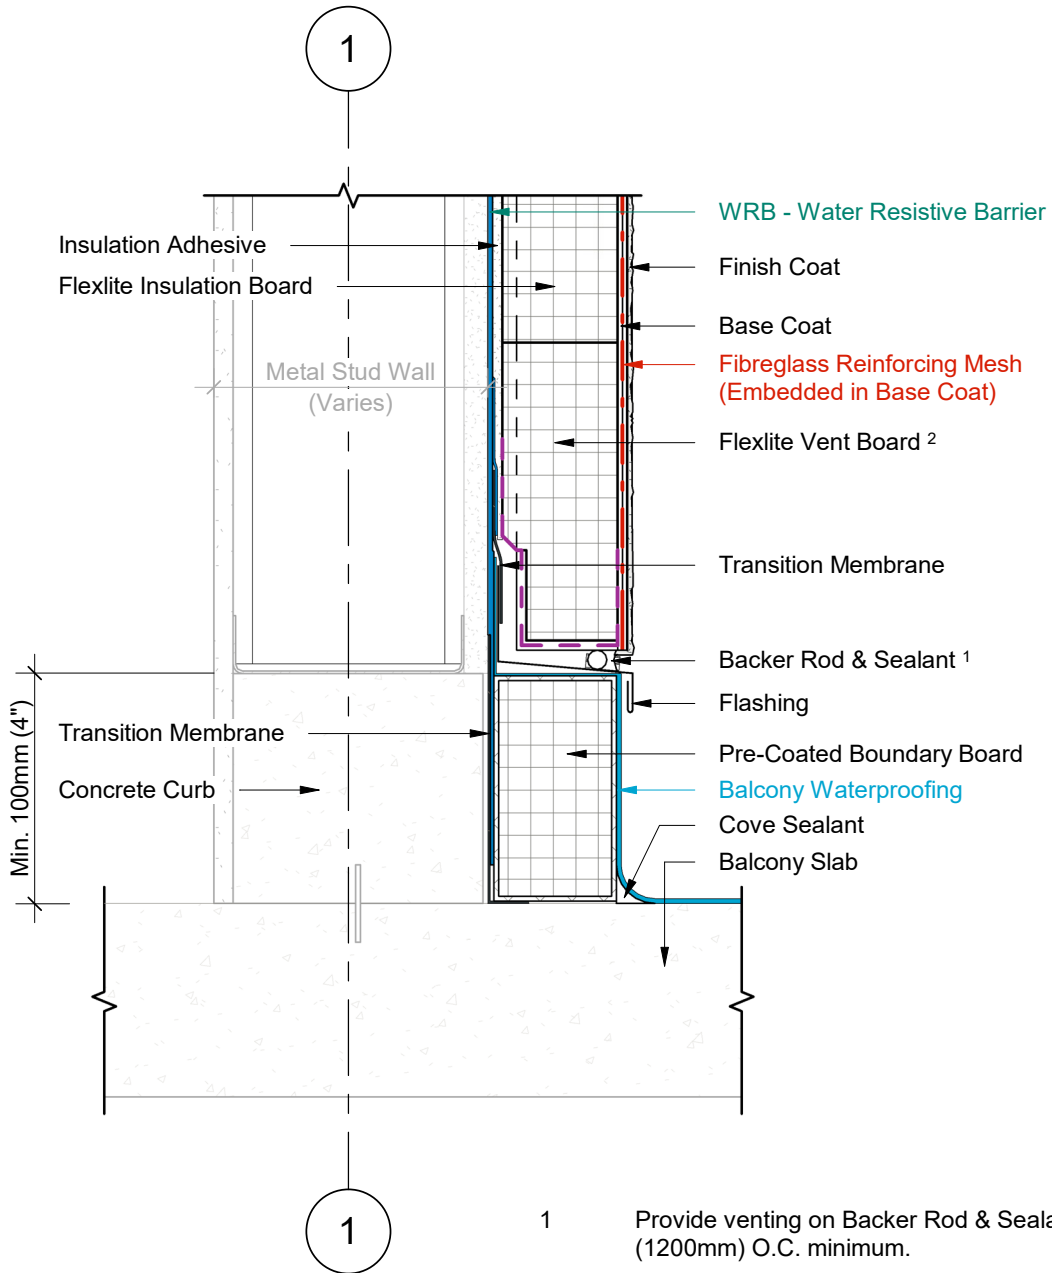 1
WRB - Water Resistive Barrier
Insulation Adhesive
Finish Coat
Flexlite Insulation Board
Base Coat
Metal Stud Wall
(Varies)
Fibreglass Reinforcing Mesh
(Embedded in Base Coat)
Flexlite Vent Board 2
Transition Membrane
Backer Rod & Sealant 1
Flashing
Min. 100mm (4")
Transition Membrane
Pre-Coated Boundary Board
Concrete Curb
Balcony Waterproofing
Cove Sealant
Balcony Slab
1
1 Provide venting on Backer Rod &
(1200mm) O.C. minimum.